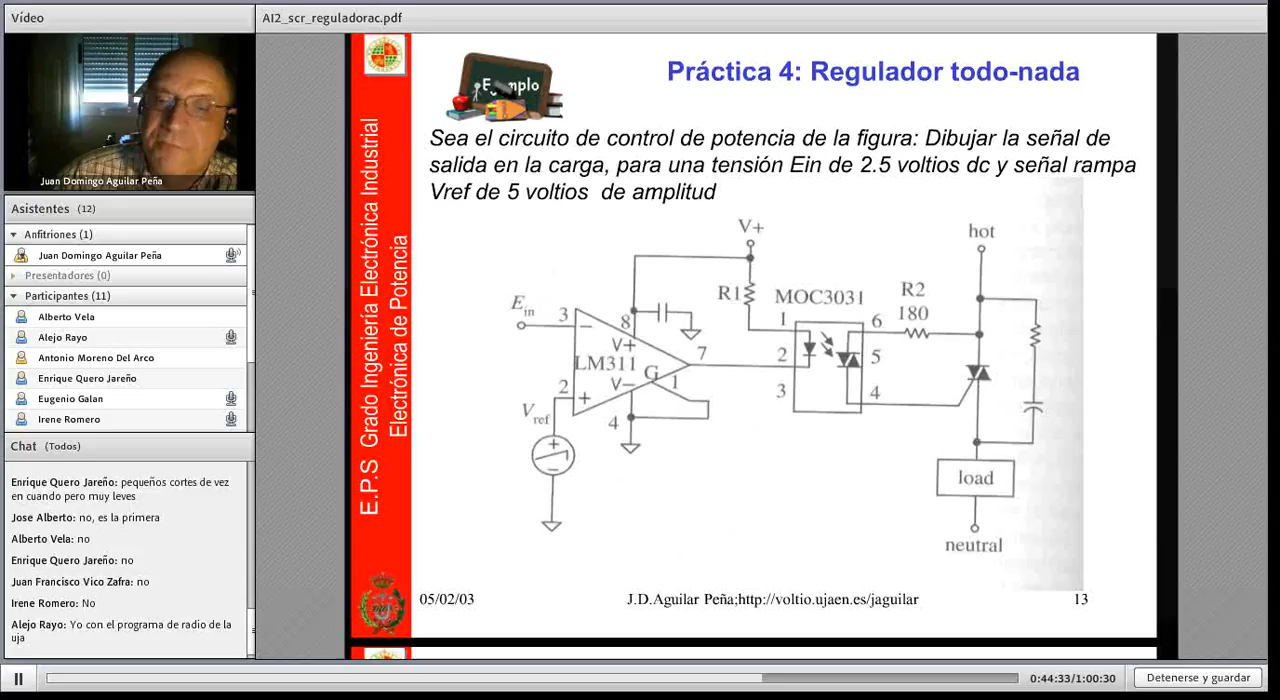 Vídeo
Juan Domingo Aguilar Peña
Asistentes (12)
Anfitriones (1)
Juan Domingo Aguilar Peña
Presentadores (0)
Participantes (11)
Alberto Vela
Alejo Rayo
Antonio Moreno Del Arco
Enrique Quero Jareño
Eugenio Galan
Irene Romero
Chat (Todos)
Enrique Quero Jareño: pequeños cortes de vez
en cuando pero muy leves
Jose Alberto: no, es la primera
Alberto Vela: no
Enrique Quero Jareño: no
Juan Francisco Vico Zafra: no
Irene Romero: No
Alejo Rayo: Yo con el programa de radio de la
uja
AI2_scr_reguladorac.pdf
E.P.S Grado Ingeniería Electrónica Industrial
Electrónica de Potencia
Ejemplo
Práctica 4: Regulador todo-nada
Sea el circuito de control de potencia de la figura: Dibujar la señal de
salida en la carga, para una tensión Ein de 2.5 voltios dc y señal rampa
Vref de 5 voltios de amplitud
V+
hot
R1
MOC3031
R2
180
Ein
3
−
8
V+
LM311
G
V−
1
7
2
+
4
Vref
+
−
1
2
3
6
5
4
load
neutral
05/02/03
J.D.Aguilar Peña;http://voltio.ujaen.es/jaguilar
13
0:44:33/1:00:30
Detenerse y guardar